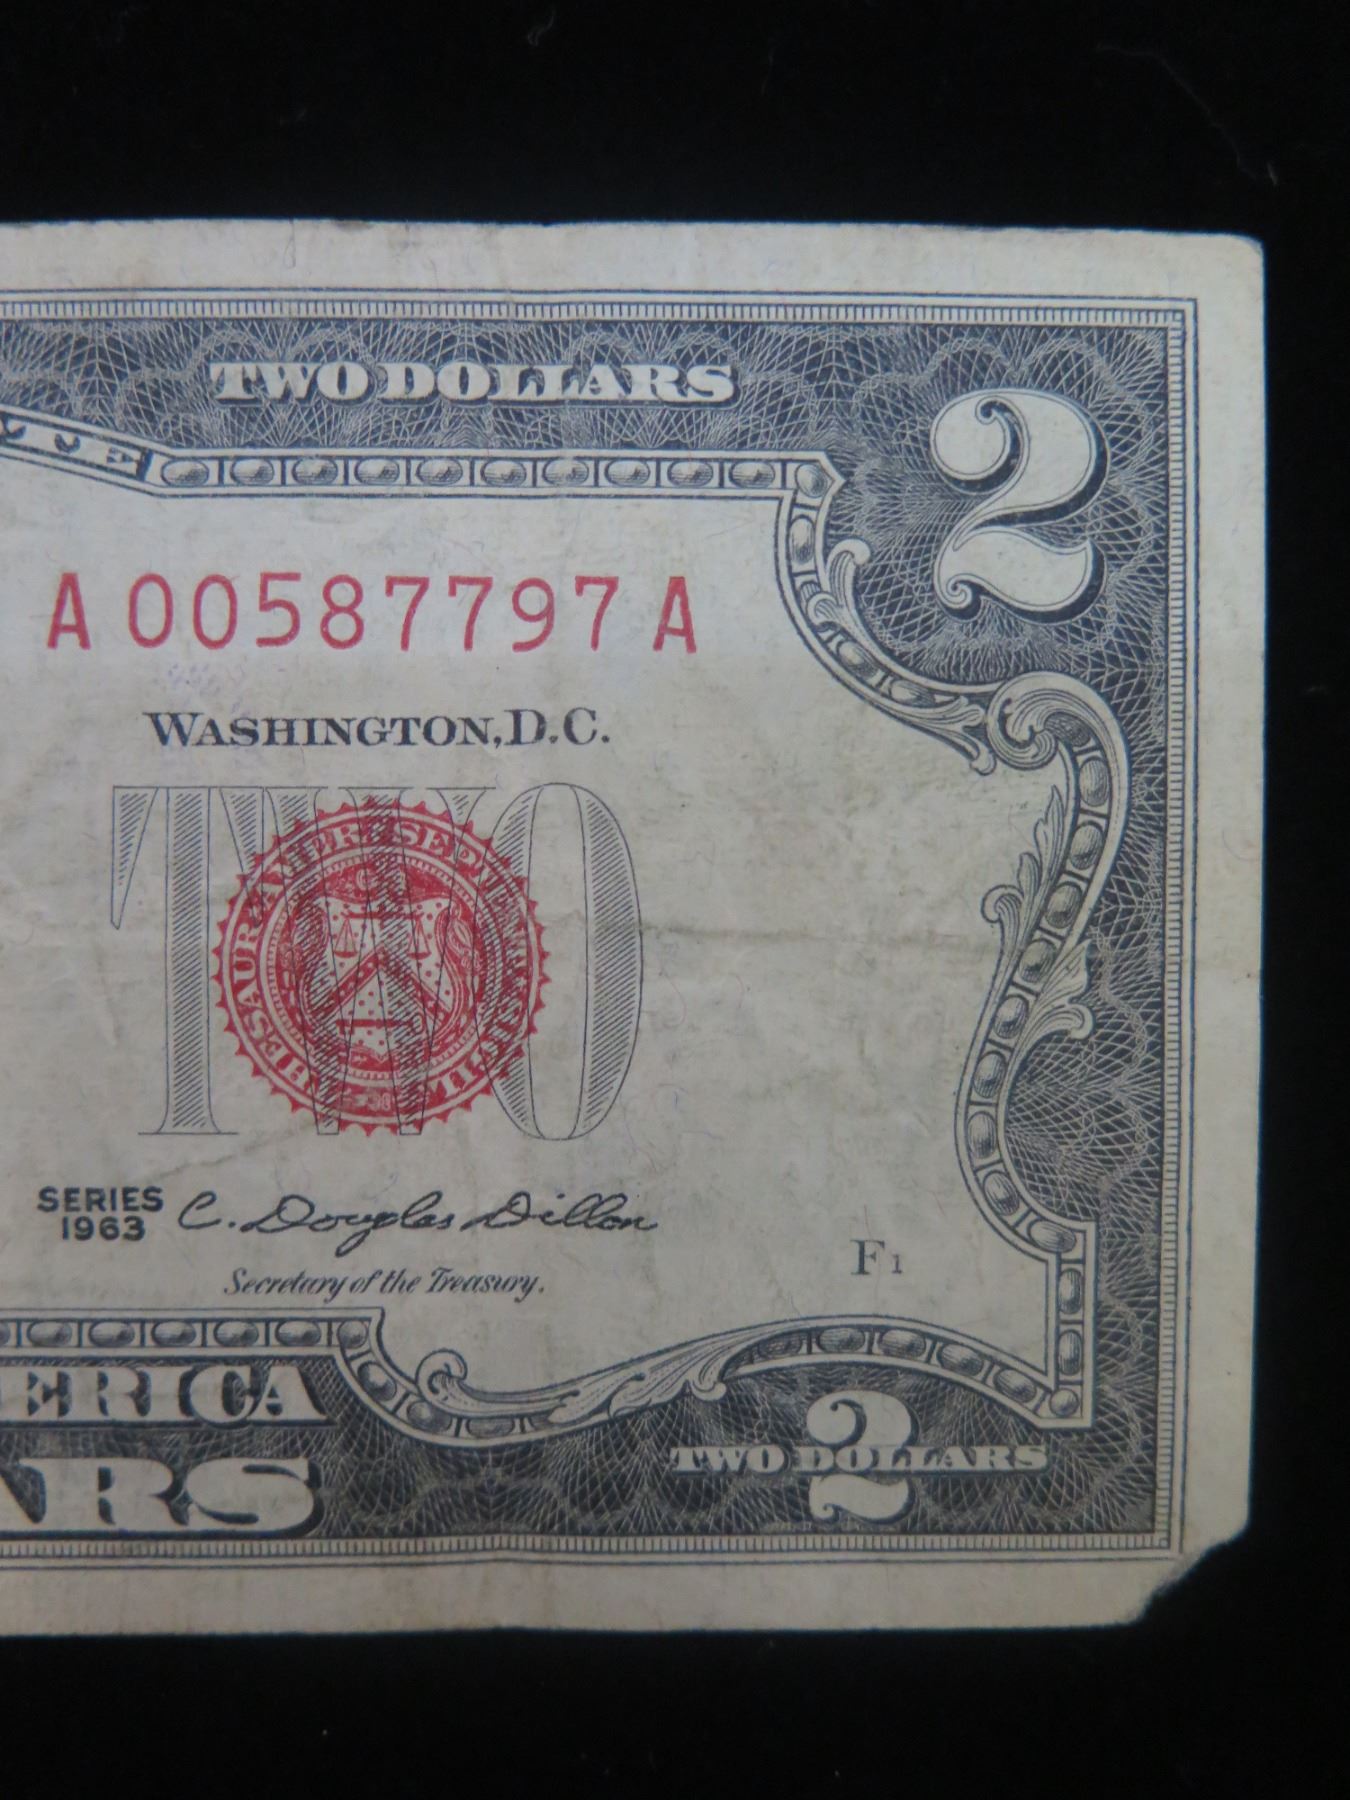 TWO DOLLARS
2
A 00587797 A
WASHINGTON, D.C.
TWO
SERIES
1963
C. Douglas Dillon
Secretary of the Treasury.
F1
ERICA
2
TWO DOLLARS
ARS